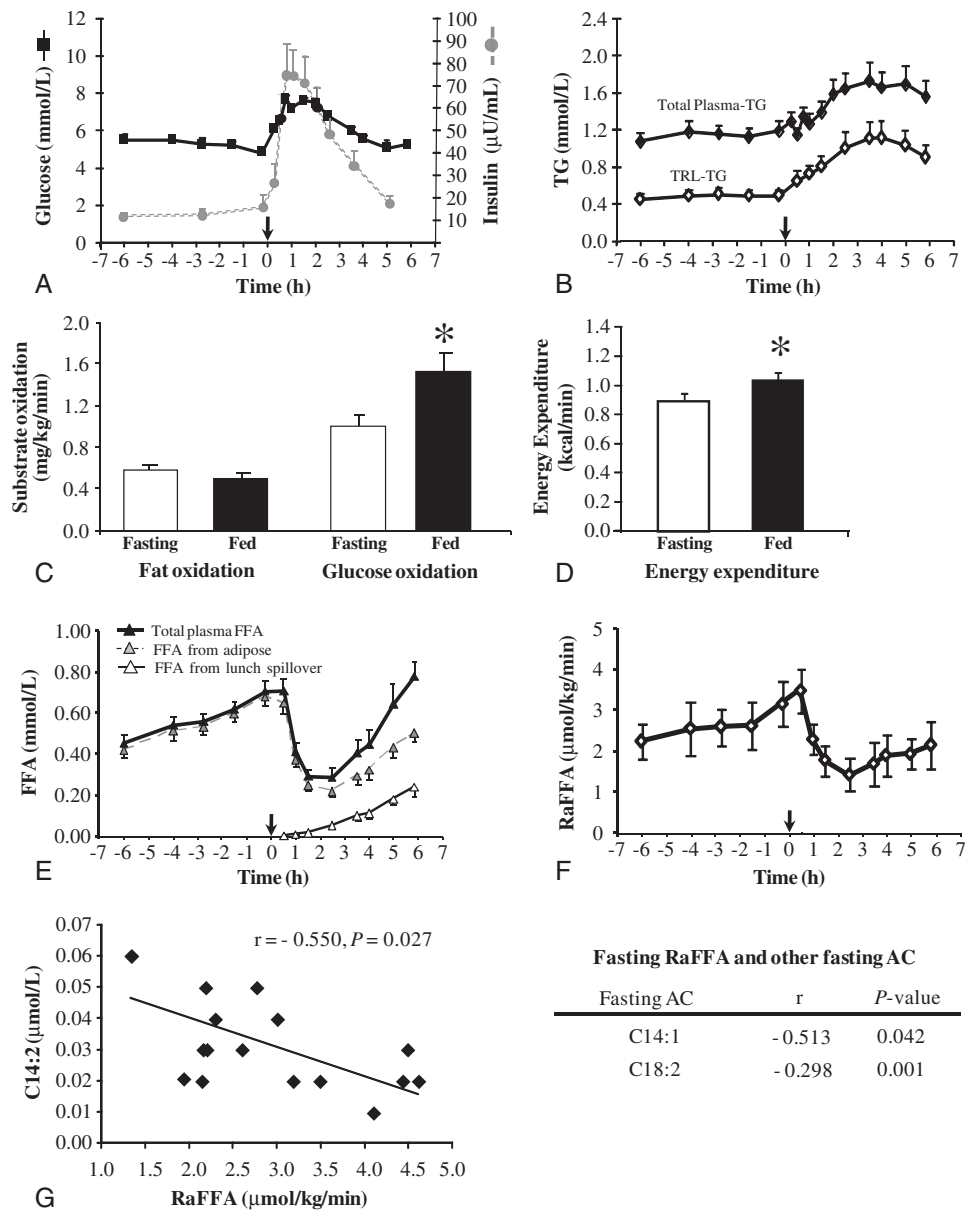 12
10
8
6
4
2
0
Glucose (mmol/L)
100
90
80
70
60
50
40
30
20
10
Insulin (μU/mL)
-7 -6 -5 -4 -3 -2 -1 0 1 2 3 4 5 6 7
Time (h)
A
2.4
2.0
1.6
1.2
0.8
0.4
0.0
TG (mmol/L)
Total Plasma-TG
TRL-TG
-7 -6 -5 -4 -3 -2 -1 0 1 2 3 4 5 6 7
Time (h)
B
2.0
1.6
1.2
0.8
0.4
0.0
Substrate oxidation
(mg/kg/min)
*
Fasting Fed Fasting Fed
Fat oxidation Glucose oxidation
C
1.4
1.2
1.0
0.8
0.6
0.4
0.2
0.0
Energy Expenditure
(kcal/min)
*
Fasting Fed
Energy expenditure
D
1.00
0.80
0.60
0.40
0.20
0.00
FFA (mmol/L)
Total plasma FFA
FFA from adipose
FFA from lunch spillover
-7 -6 -5 -4 -3 -2 -1 0 1 2 3 4 5 6 7
Time (h)
E
5
4
3
2
1
0
RaFFA (μmol/kg/min)
-7 -6 -5 -4 -3 -2 -1 0 1 2 3 4 5 6 7
Time (h)
F
0.07
0.06
0.05
0.04
0.03
0.02
0.01
0.00
C14:2 (μmol/L)
r = - 0.550, P = 0.027
1.0 1.5 2.0 2.5 3.0 3.5 4.0 4.5 5.0
RaFFA (μmol/kg/min)
G
Fasting RaFFA and other fasting AC
Fasting AC r P-value
C14:1 - 0.513 0.042
C18:2 - 0.298 0.001